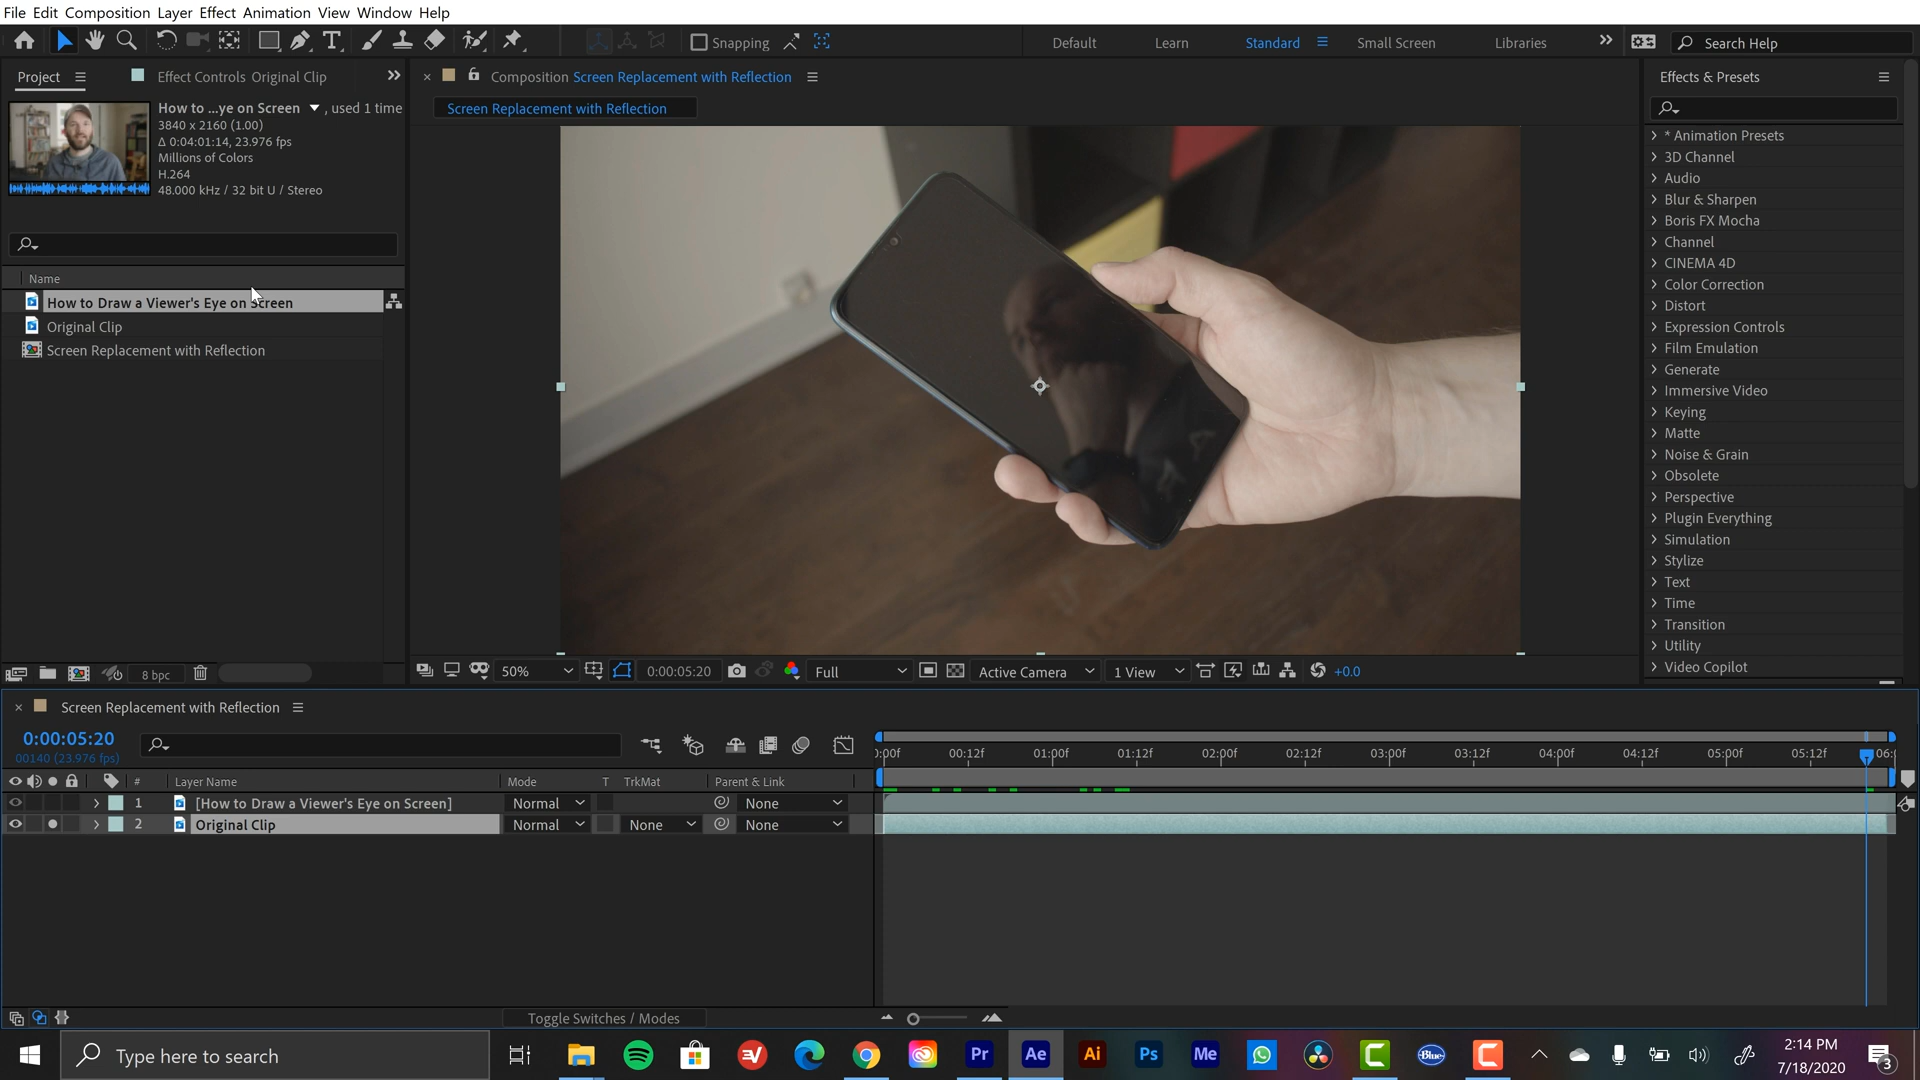 File Edit Composition Layer Effect Animation View Window Help
Snapping
Default Learn Standard Small Screen Libraries
Search Help
Project Effect Controls Original Clip
Composition Screen Replacement with Reflection
Effects & Presets
How to ...ye on Screen , used 1 time
3840 x 2160 (1.00)
Δ 0:04:01:14, 23.976 fps
Millions of Colors
H.264
48.000 kHz / 32 bit U / Stereo
Screen Replacement with Reflection
Name
How to Draw a Viewer's Eye on Screen
Original Clip
Screen Replacement with Reflection
8 bpc
50% 0:00:05:20 Full Active Camera 1 View +0.0
* Animation Presets
3D Channel
Audio
Blur & Sharpen
Boris FX Mocha
Channel
CINEMA 4D
Color Correction
Distort
Expression Controls
Film Emulation
Generate
Immersive Video
Keying
Matte
Noise & Grain
Obsolete
Perspective
Plugin Everything
Simulation
Stylize
Text
Time
Transition
Utility
Video Copilot
Screen Replacement with Reflection
0:00:05:20
00140 (23.976 fps)
:00f 00:12f 01:00f 01:12f 02:00f 02:12f 03:00f 03:12f 04:00f 04:12f 05:00f 05:12f 06:
# Layer Name Mode T TrkMat Parent & Link
1 [How to Draw a Viewer's Eye on Screen] Normal None
2 Original Clip Normal None None
Toggle Switches / Modes
Type here to search
Pr Ae Ai Ps Me
Blue
2:14 PM
7/18/2020
3